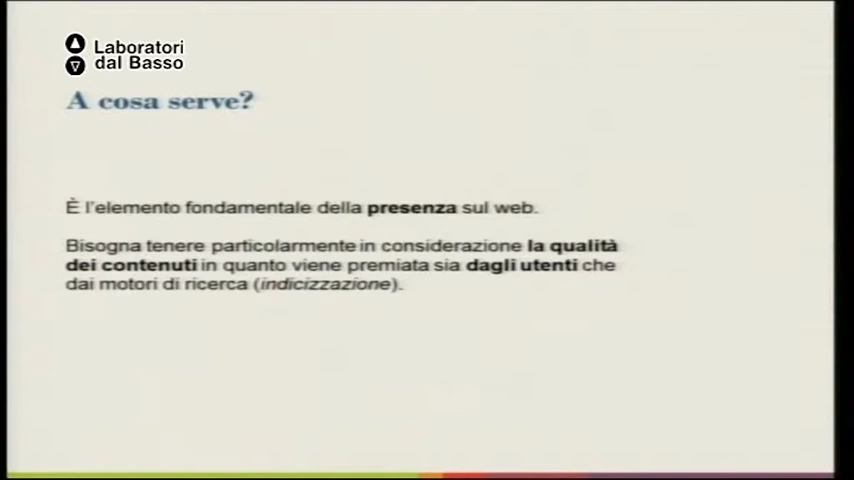 Laboratori
dal Basso
A cosa serve?
È l'elemento fondamentale della presenza sul web.
Bisogna tenere particolarmente in considerazione la qualità
dei contenuti in quanto viene premiata sia dagli utenti che
dai motori di ricerca (indicizzazione).